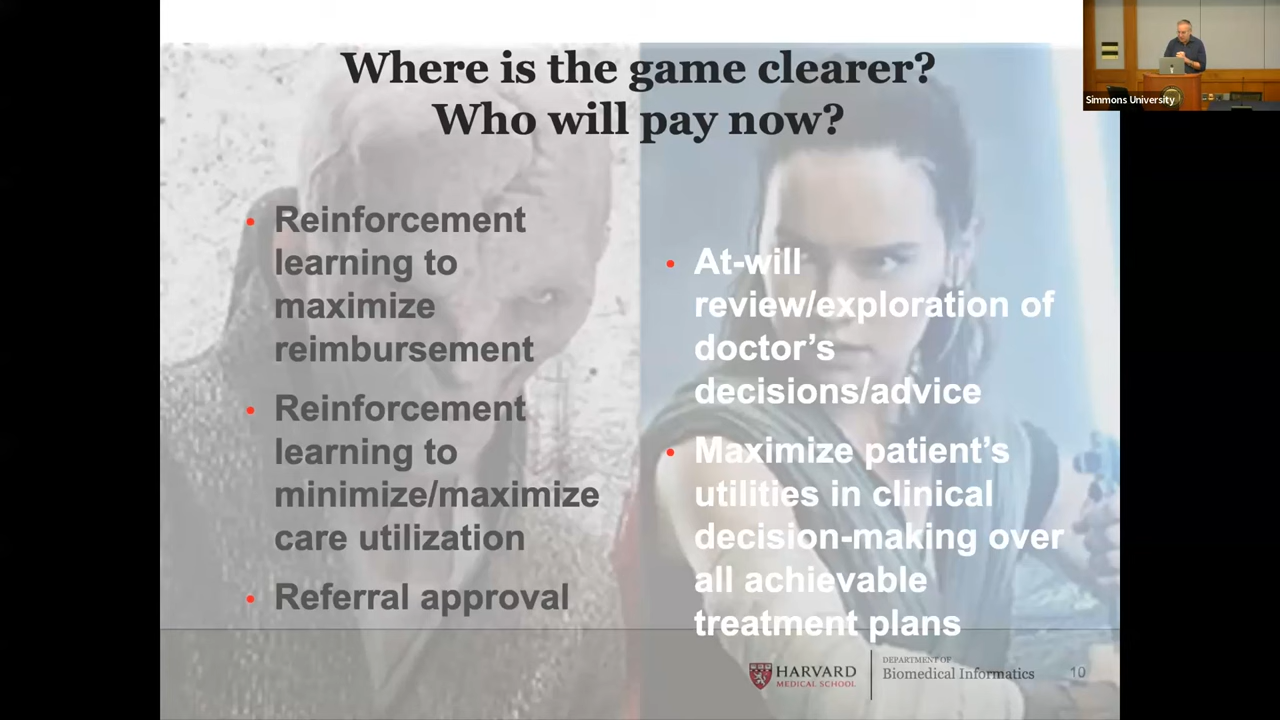 Where is the game clearer?
Who will pay now?
Simmons University
• Reinforcement
learning to
maximize
reimbursement
• Reinforcement
learning to
minimize/maximize
care utilization
• Referral approval
• At-will
review/exploration of
doctor's
decisions/advice
• Maximize patient's
utilities in clinical
decision-making over
all achievable
treatment plans
HARVARD
MEDICAL SCHOOL
DEPARTMENT OF
Biomedical Informatics
10